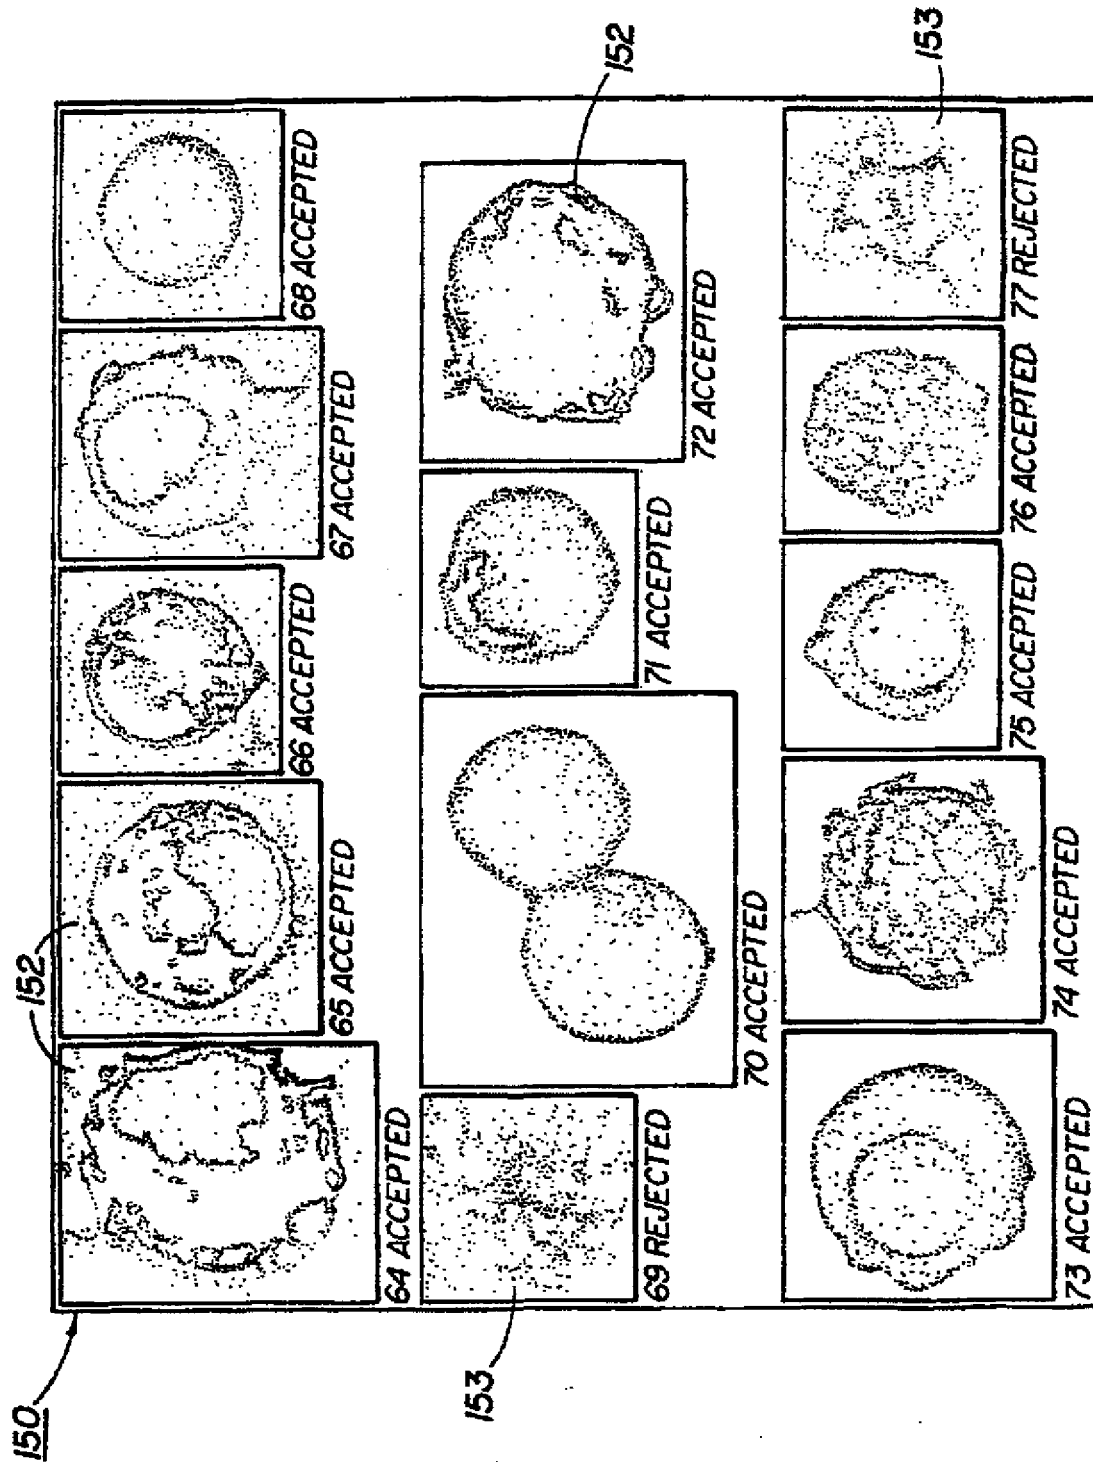 150
152
64 ACCEPTED
65 ACCEPTED
66 ACCEPTED
67 ACCEPTED
68 ACCEPTED
153
69 REJECTED
70 ACCEPTED
71 ACCEPTED
72 ACCEPTED
152
73 ACCEPTED
74 ACCEPTED
75 ACCEPTED
76 ACCEPTED
77 REJECTED
153